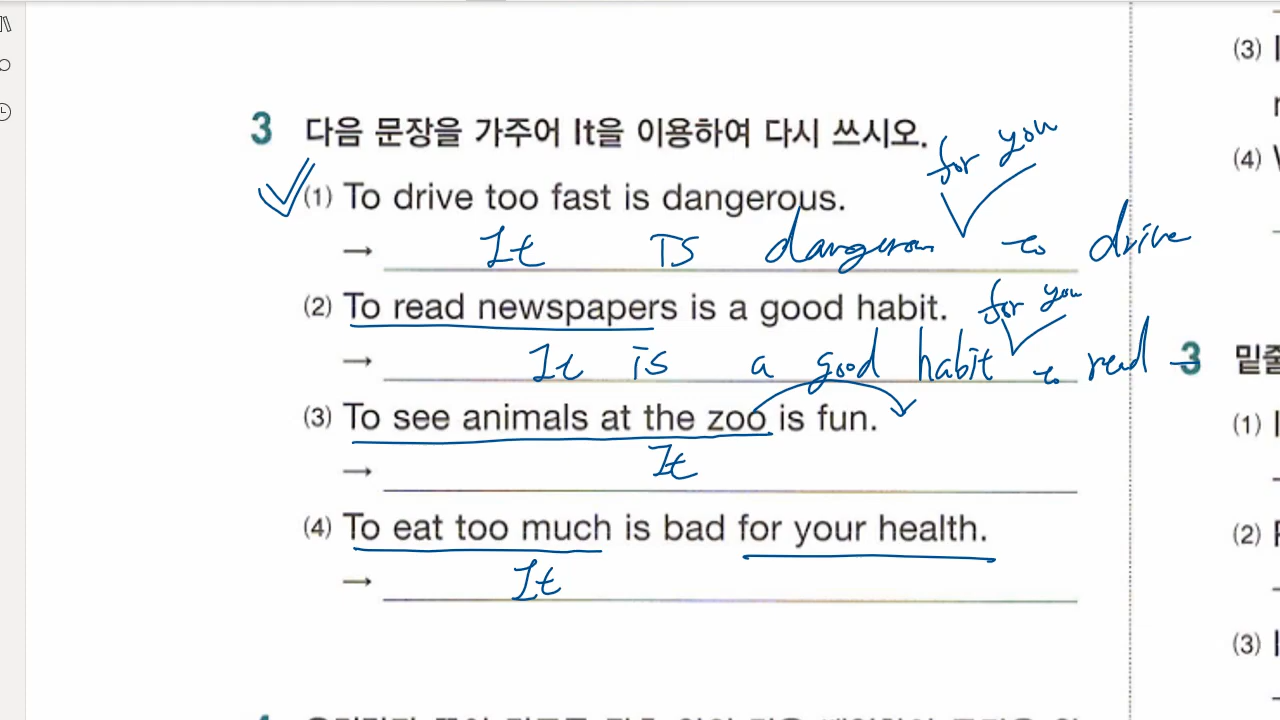 3 다음 문장을 가주어 It을 이용하여 다시 쓰시오.
for you
(1) To drive too fast is dangerous.
→ It is dangerous to drive
(2) To read newspapers is a good habit.
for you
→ It is a good habit to read
(3) To see animals at the zoo is fun.
→ It
(4) To eat too much is bad for your health.
→ It
(3)
(4)
3 밑줄
(1)
(2)
(3)